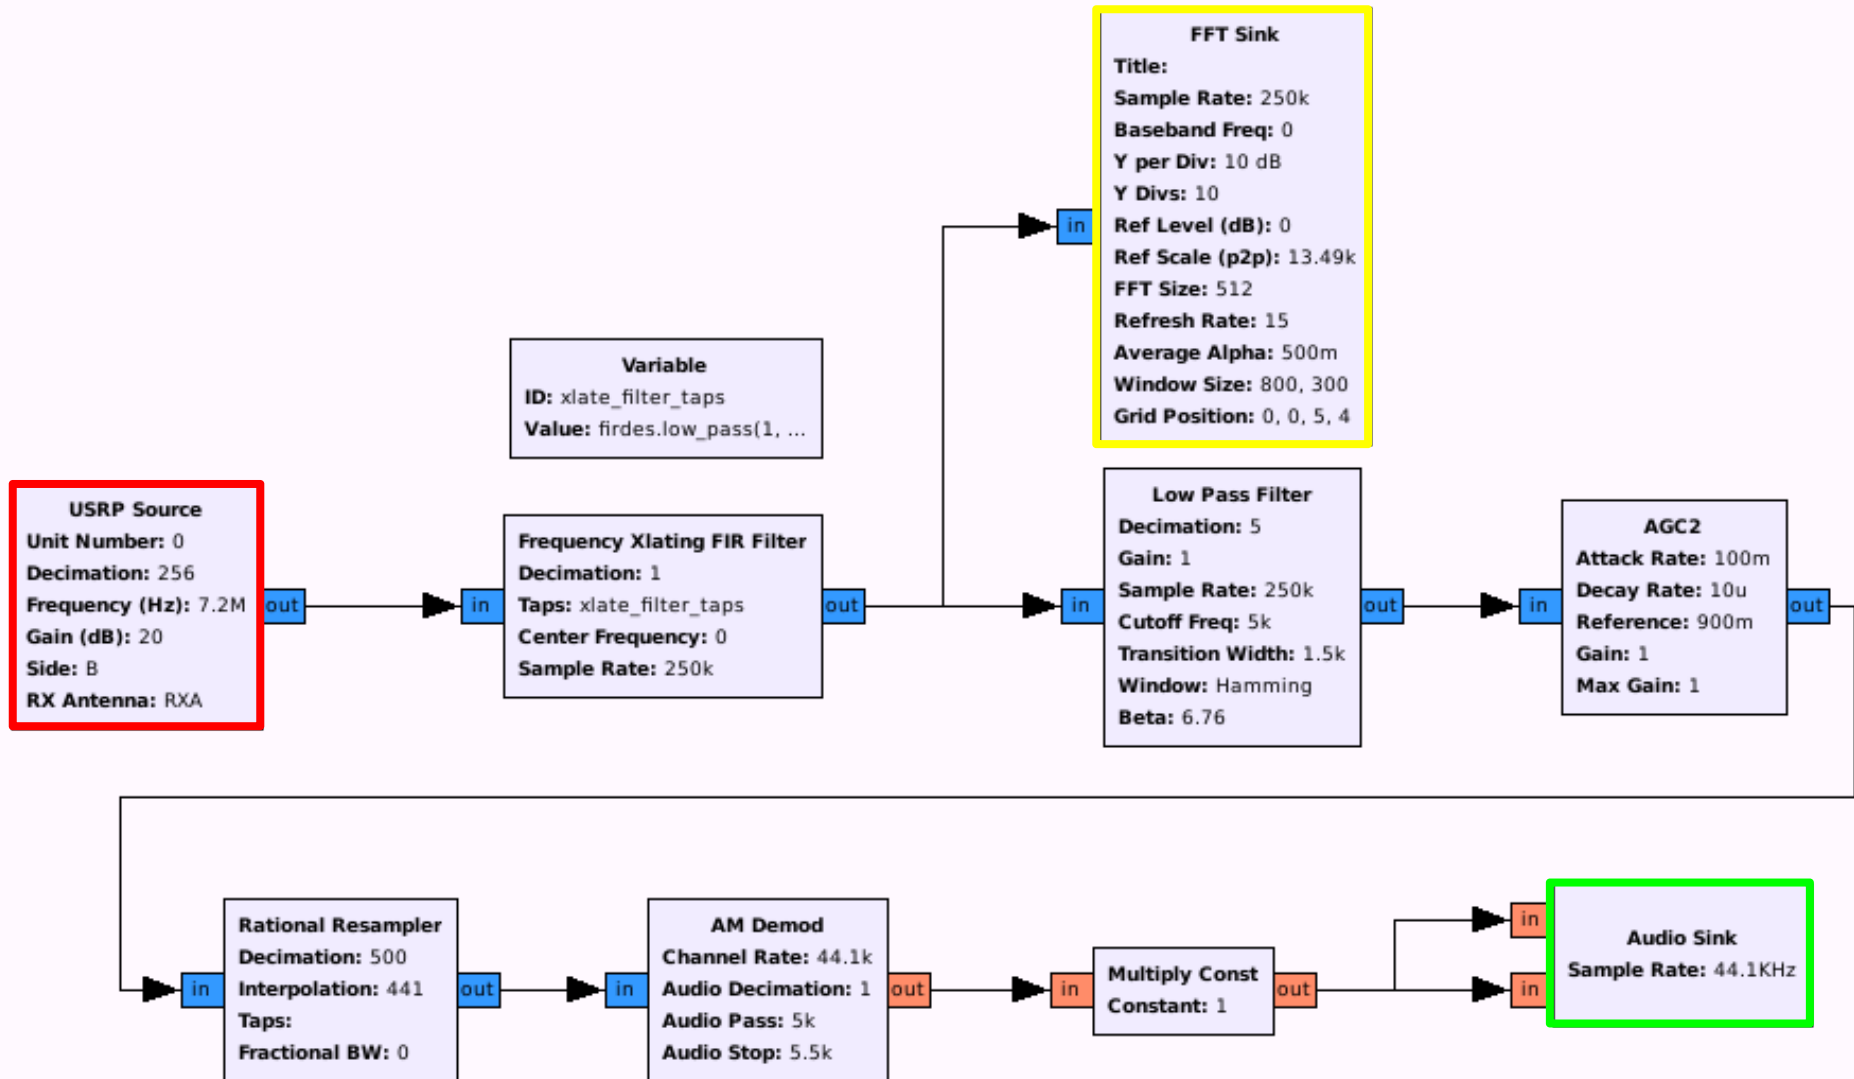 FFT Sink
Title:
Sample Rate: 250k
Baseband Freq: 0
Y per Div: 10 dB
Y Divs: 10
Ref Level (dB): 0
Ref Scale (p2p): 13.49k
FFT Size: 512
Refresh Rate: 15
Average Alpha: 500m
Window Size: 800, 300
Grid Position: 0, 0, 5, 4
in
Variable
ID: xlate_filter_taps
Value: firdes.low_pass(1, ...
USRP Source
Unit Number: 0
Decimation: 256
Frequency (Hz): 7.2M
Gain (dB): 20
Side: B
RX Antenna: RXA
out
in
Frequency Xlating FIR Filter
Decimation: 1
Taps: xlate_filter_taps
Center Frequency: 0
Sample Rate: 250k
out
in
Low Pass Filter
Decimation: 5
Gain: 1
Sample Rate: 250k
Cutoff Freq: 5k
Transition Width: 1.5k
Window: Hamming
Beta: 6.76
out
in
AGC2
Attack Rate: 100m
Decay Rate: 10u
Reference: 900m
Gain: 1
Max Gain: 1
out
in
Rational Resampler
Decimation: 500
Interpolation: 441
Taps:
Fractional BW: 0
out
in
AM Demod
Channel Rate: 44.1k
Audio Decimation: 1
Audio Pass: 5k
Audio Stop: 5.5k
out
in
Multiply Const
Constant: 1
out
in
in
Audio Sink
Sample Rate: 44.1KHz